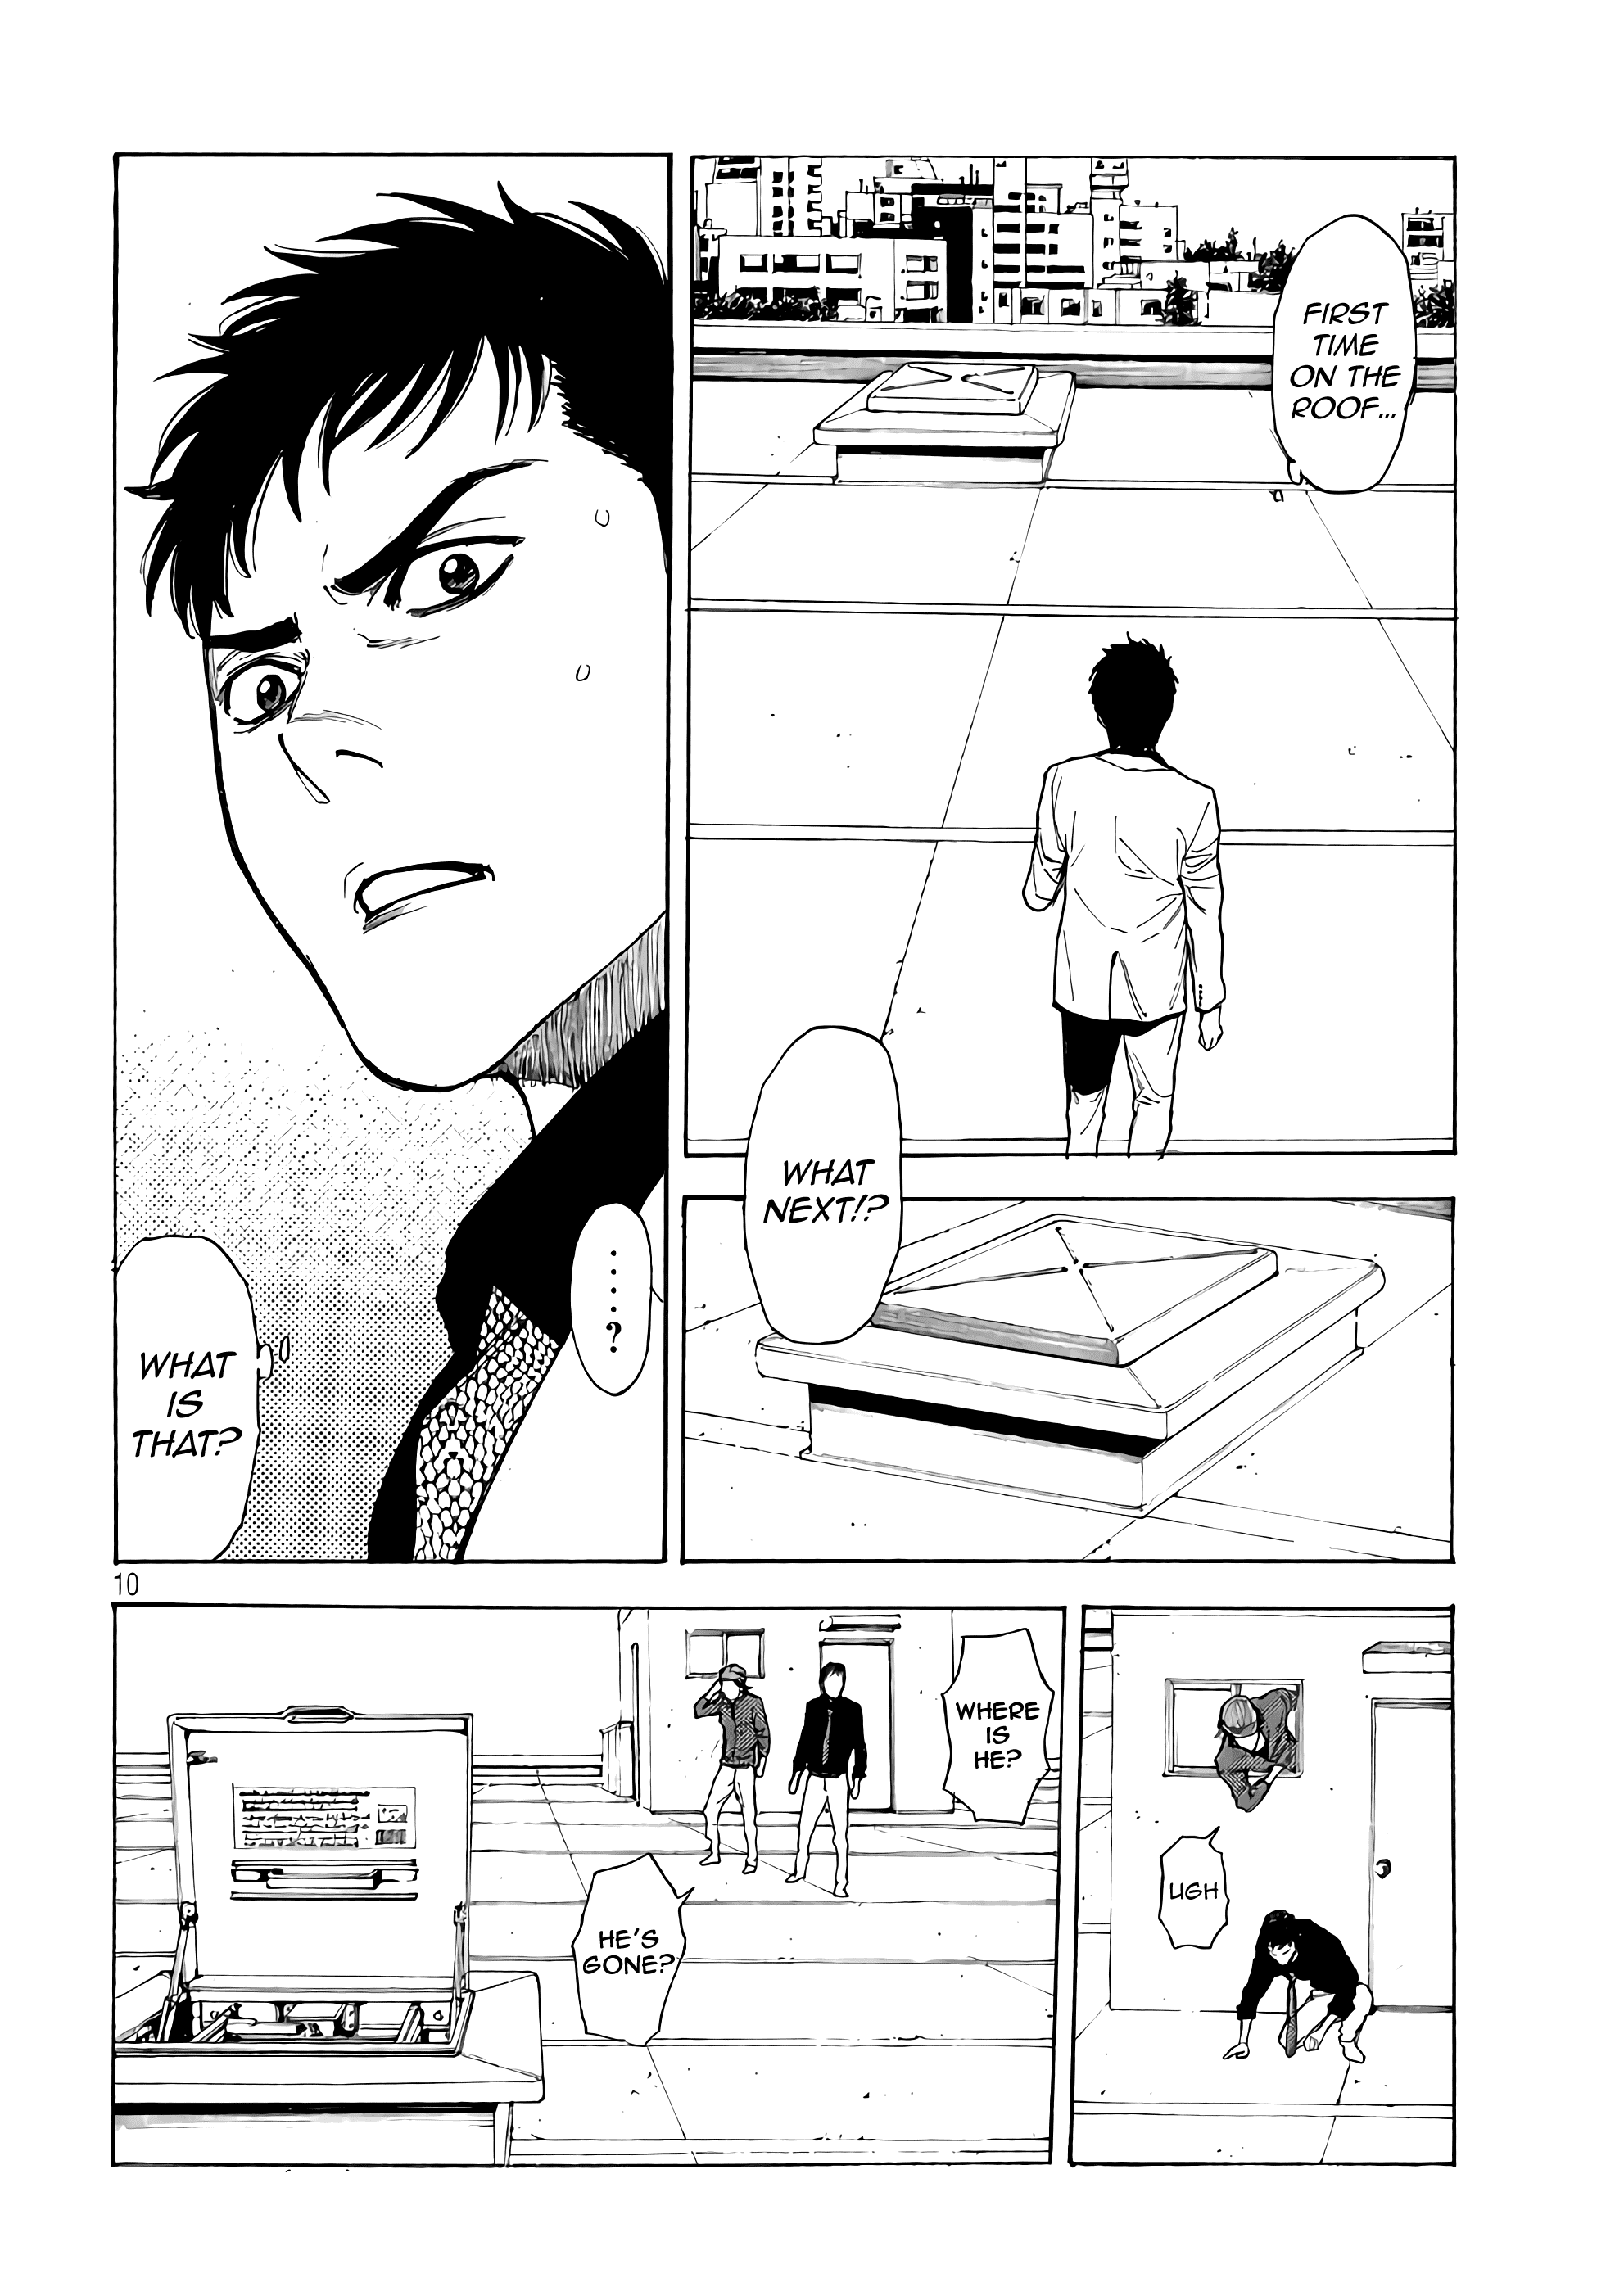 FIRST
TIME
ON THE
ROOF...
WHAT
NEXT!?
.....?
WHAT
IS
THAT?
10
UGH
WHERE
IS
HE?
HE'S
GONE?